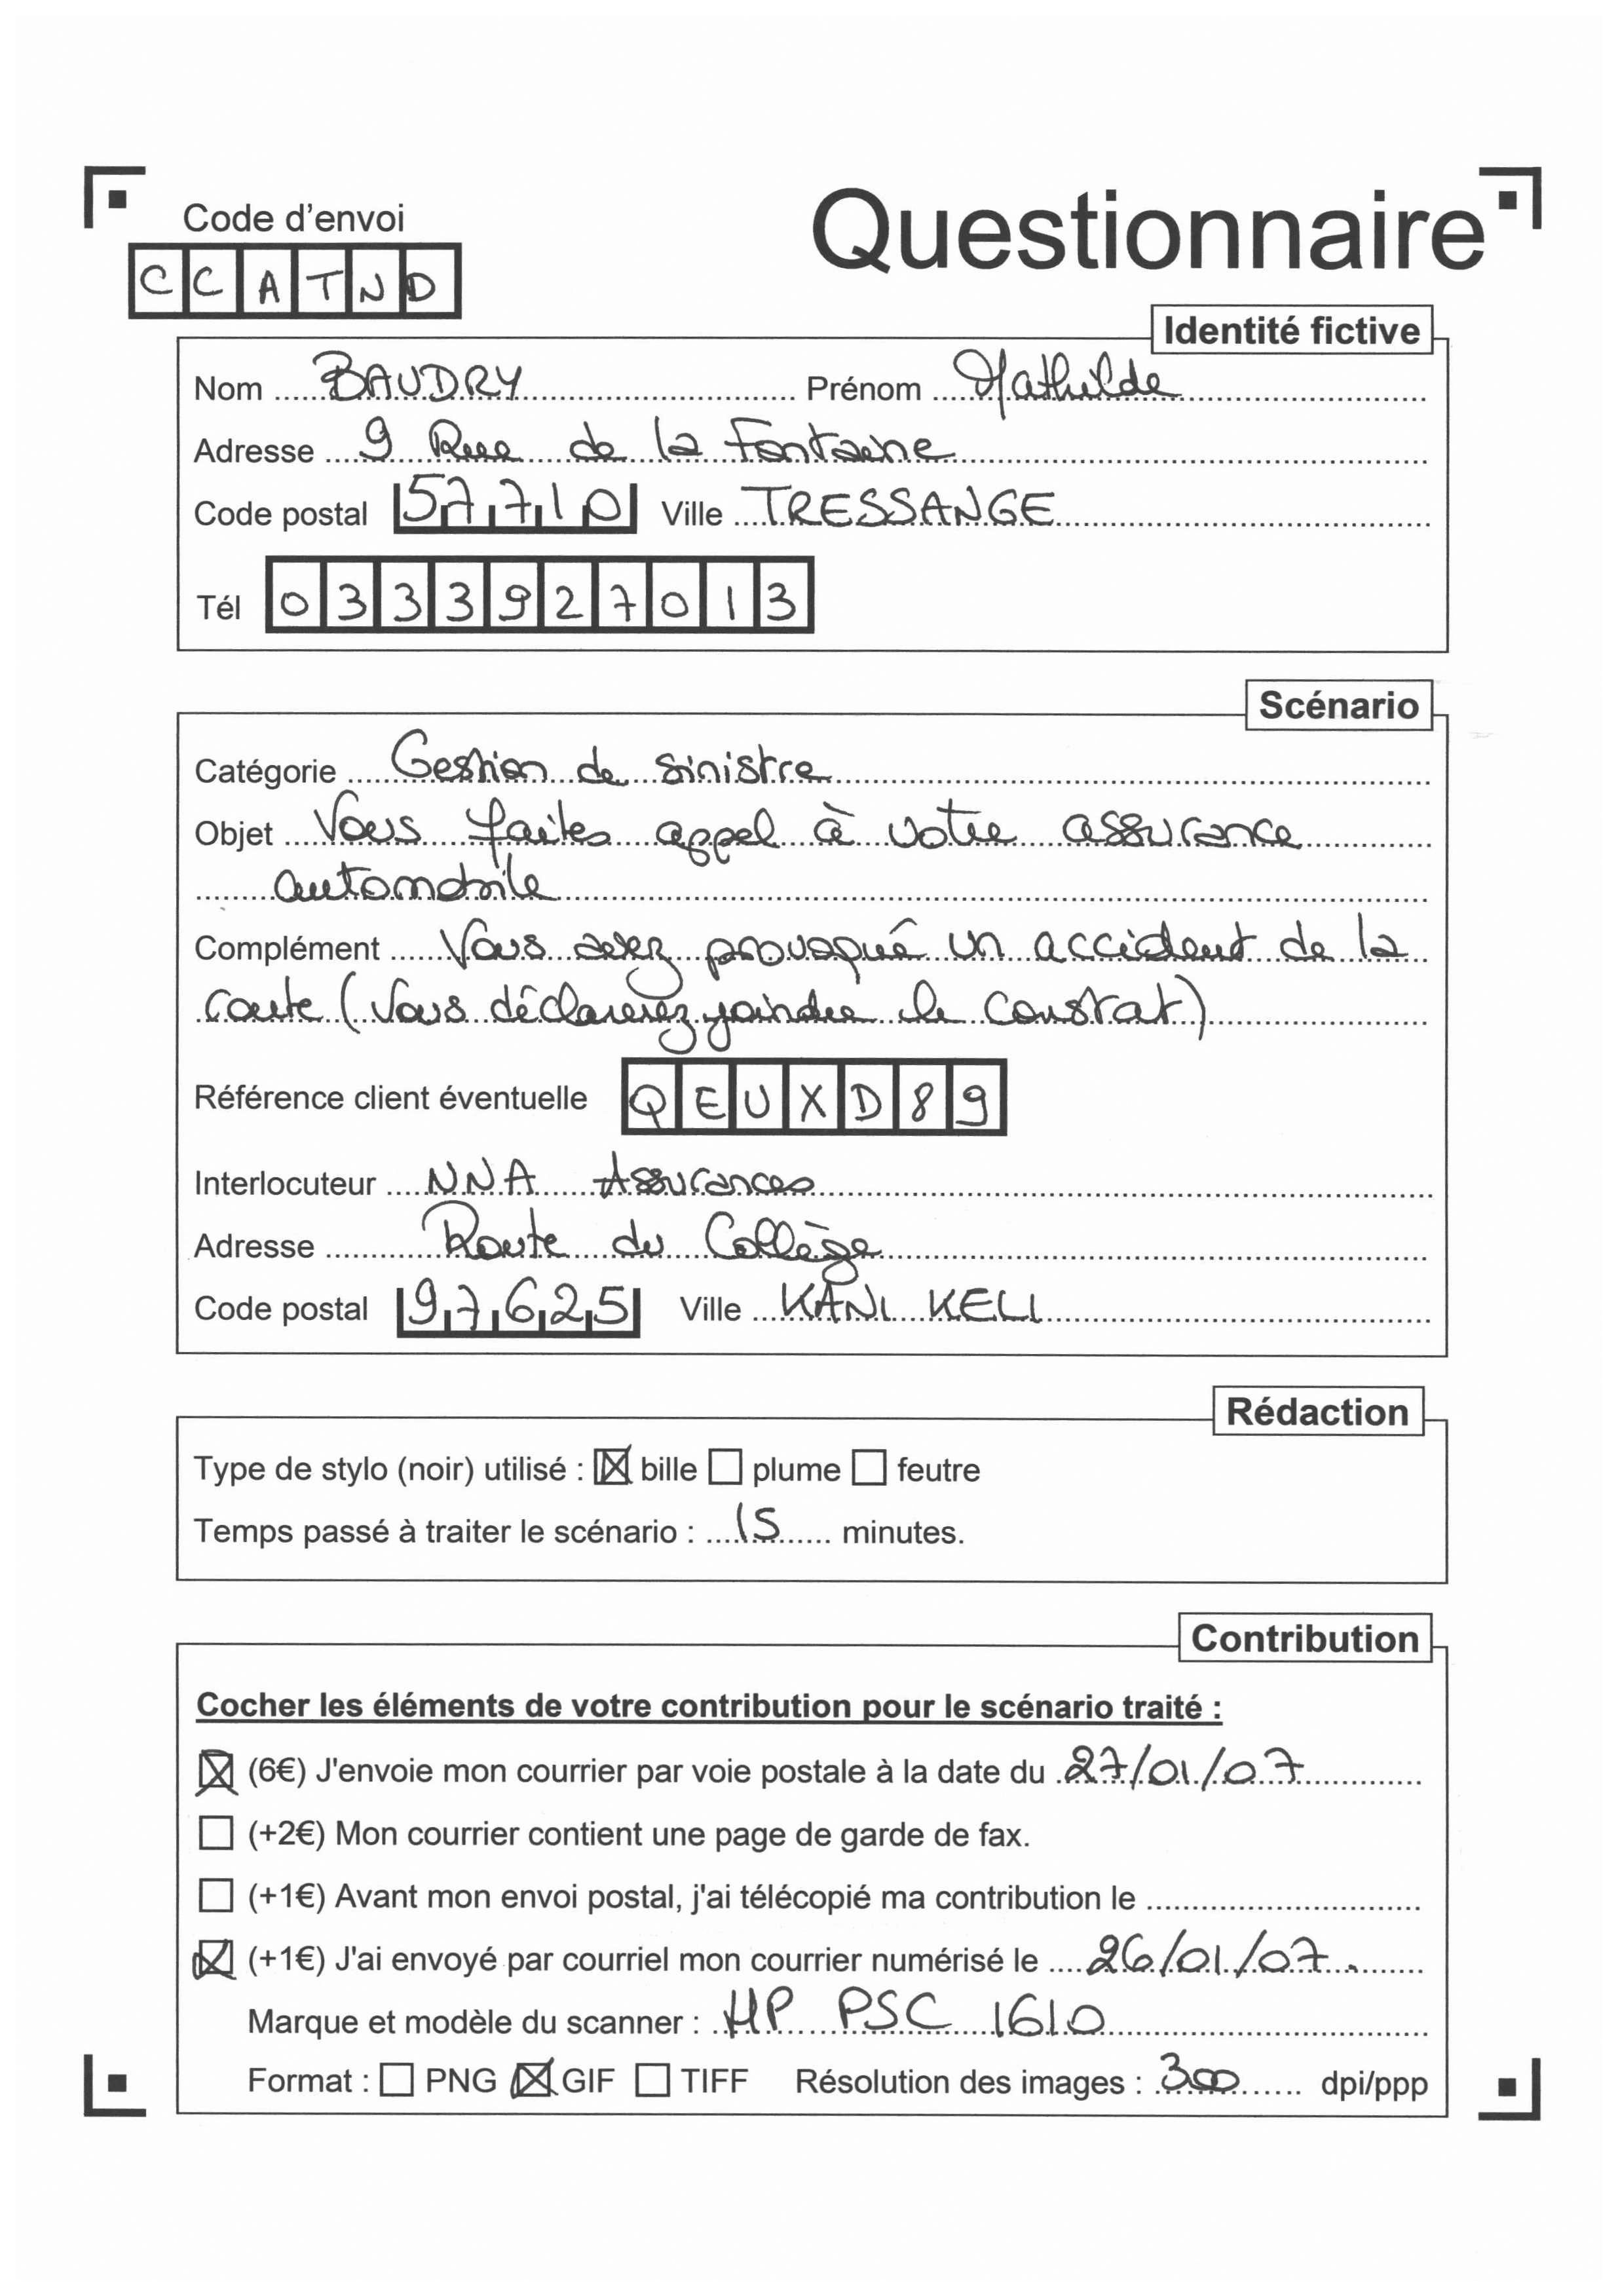 Code d'envoi
Questionnaire
CCATND
Identité fictive
Nom BAUDRY Prénom Mathilde
Adresse 9 Rue de la Fontaine
Code postal 57710 Ville TRESSANGE
Tél 0333927013
Scénario
Catégorie Gestion de sinistre
Objet Vous faites appel à votre assurance
automobile
Complément Vous avez provoqué un accident de la
route (Vous déclarerez joindre le constat)
Référence client éventuelle QEUXD89
Interlocuteur NNA Assurances
Adresse Route du Collège
Code postal 97625 Ville KANI KELI
Rédaction
Type de stylo (noir) utilisé : ☒ bille ☐ plume ☐ feutre
Temps passé à traiter le scénario : 15 minutes.
Contribution
Cocher les éléments de votre contribution pour le scénario traité :
☒ (6€) J'envoie mon courrier par voie postale à la date du 27/01/07
☐ (+2€) Mon courrier contient une page de garde de fax.
☐ (+1€) Avant mon envoi postal, j'ai télécopié ma contribution le
☒ (+1€) J'ai envoyé par courriel mon courrier numérisé le 26/01/07.
Marque et modèle du scanner : HP PSC 1610
Format : ☐ PNG ☒ GIF ☐ TIFF Résolution des images : 300 dpi/ppp